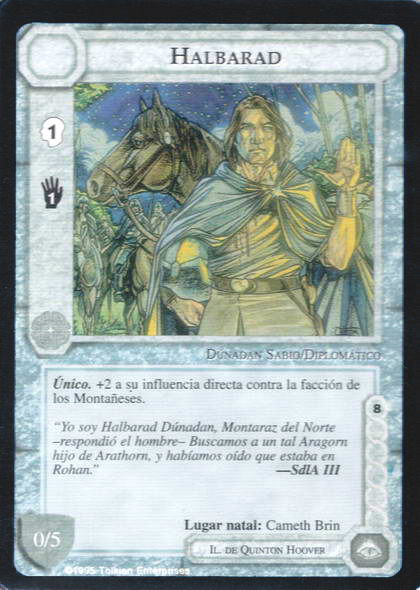 HALBARAD
1
1
DÚNADAN SABIO/DIPLOMÁTICO
Único. +2 a su influencia directa contra la facción de
los Montañeses.
8
"Yo soy Halbarad Dúnadan, Montaraz del Norte
–respondió el hombre– Buscamos a un tal Aragorn
hijo de Arathorn, y habíamos oído que estaba en
Rohan." —SdlA III
Lugar natal: Cameth Brin
0/5
IL. DE QUINTON HOOVER
©1995 Tolkien Enterprises